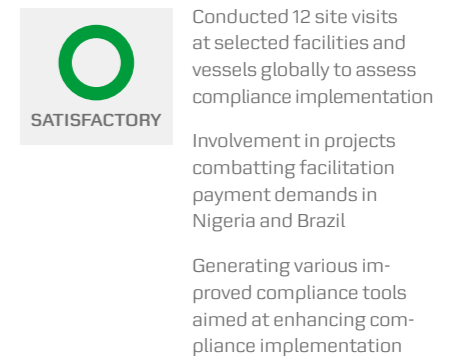 SATISFACTORY
Conducted 12 site visits
at selected facilities and
vessels globally to assess
compliance implementation
Involvement in projects
combatting facilitation
payment demands in
Nigeria and Brazil
Generating various im-
proved compliance tools
aimed at enhancing com-
pliance implementation